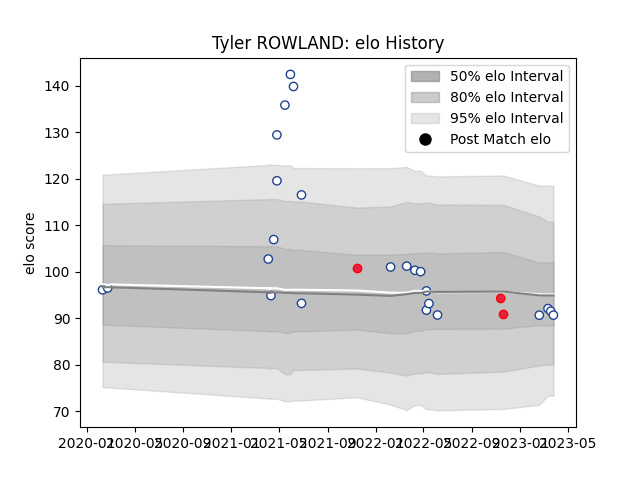 Tyler ROWLAND: elo History
elo score
140
130
120
110
100
90
80
70
50% elo Interval
80% elo Interval
95% elo Interval
Post Match elo
2020-01 2020-05 2020-09 2021-01 2021-05 2021-09 2022-01 2022-05 2022-09 2023-01 2023-05